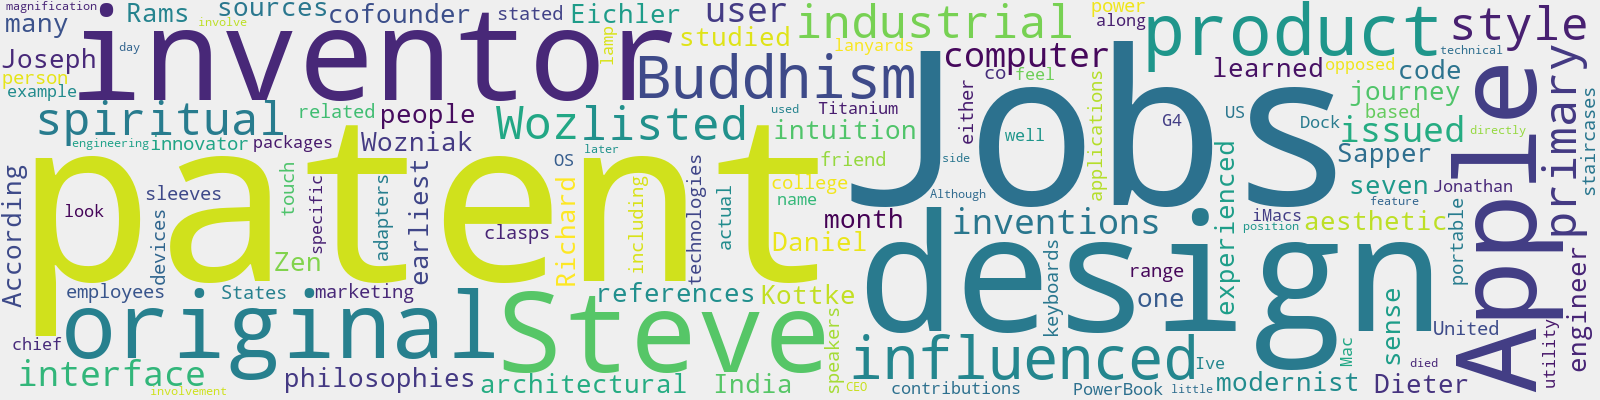 magnification
many
Rams
involve
sources
cofounder
stated
Eichler
user
industrial
power
along
product
style
day
lamp
studied
lanyards
computer
technical
Joseph
inventor
Buddhism
co
feel
learned
opposed
code
person
example
journey
spiritual
related
people
Woz
listed
used
Titanium
either
applications
well
G4
US
Dock
based
issued
directly
engineering
innovator
packages
Wozniak
intuition
later
OS
friend
side
Sapper
staircases
According
patent
Jobs
Apple
primary
look
sleeves
touch
specific
adapters
earliest
clasps
Richard
including
technologies
actual
college
name
Although
month
seven
Jonathan
feature
inventions
experienced
iMacs
position
aesthetic
portable
devices
Zen
Daniel
design
keyboards
range
one
engineer
employees
States
marketing
references
Kottke
original
Steve
speakers
influenced
sense
United
utility
chief
interface
philosophies
architectural
India
CEO
contributions
Ive
PowerBook
little
modernist
Mac
died
Dieter
involvement